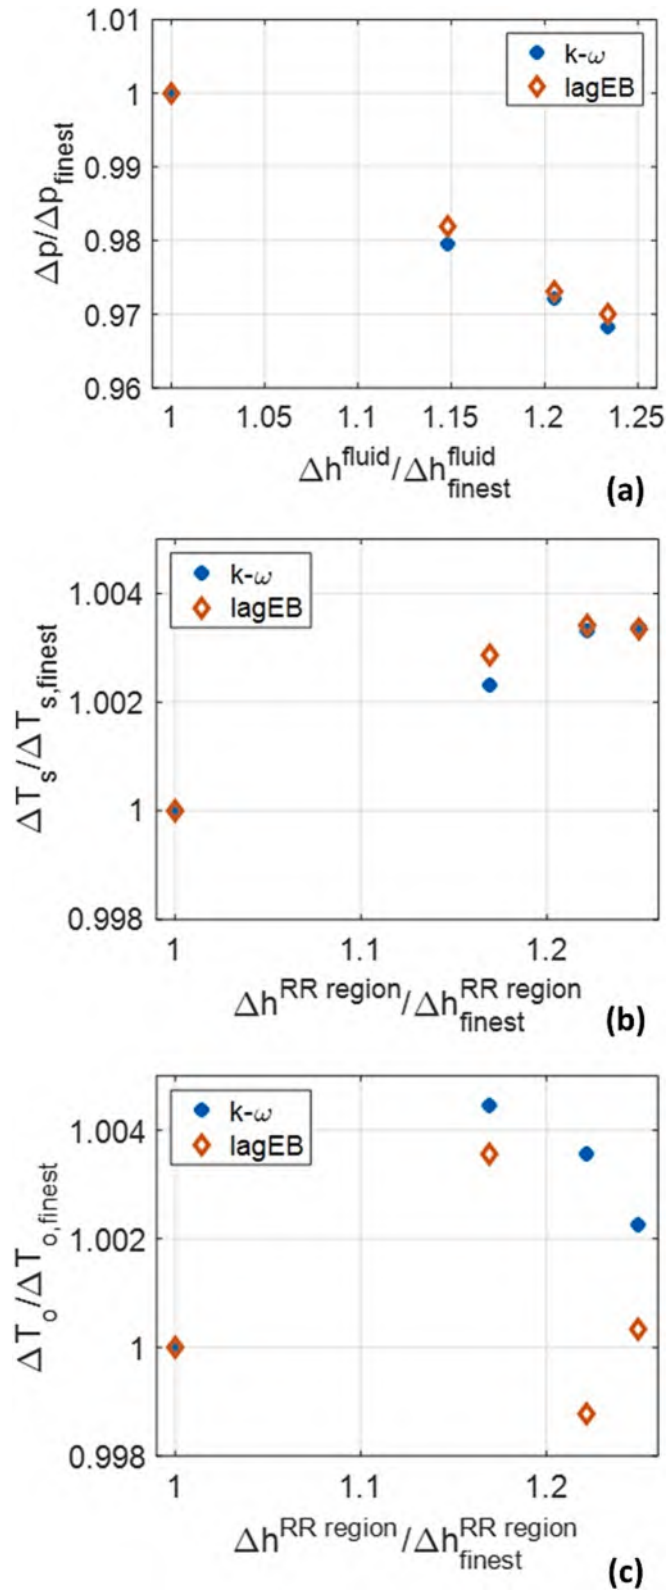 1.01
1
0.99
0.98
0.97
0.96
Δp/Δp_finest
k-ω
lagEB
1 1.05 1.1 1.15 1.2 1.25
Δh^fluid/Δh^fluid_finest
(a)
1.004
1.002
1
0.998
ΔT_s/ΔT_s,finest
k-ω
lagEB
1 1.1 1.2
Δh^RR region/Δh^RR region_finest
(b)
1.004
1.002
1
0.998
ΔT_o/ΔT_o,finest
k-ω
lagEB
1 1.1 1.2
Δh^RR region/Δh^RR region_finest
(c)